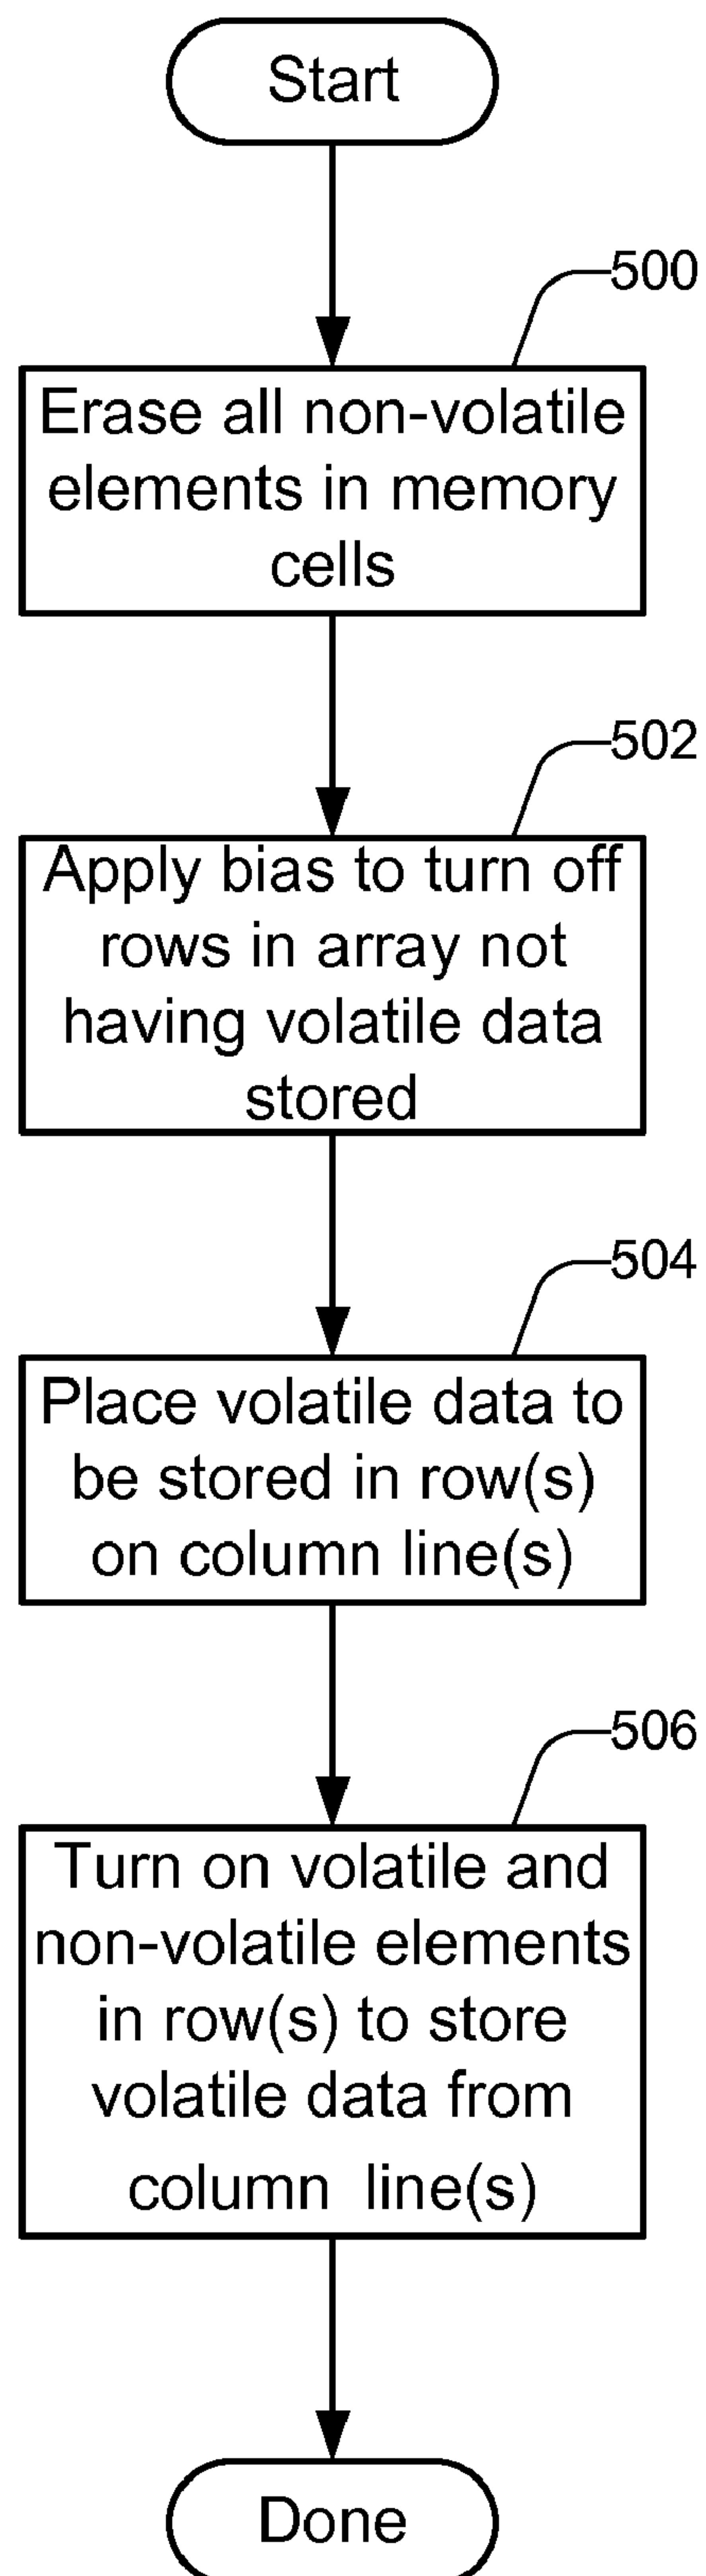 Start
500
Erase all non-volatile
elements in memory
cells
502
Apply bias to turn off
rows in array not
having volatile data
stored
504
Place volatile data to
be stored in row(s)
on column line(s)
506
Turn on volatile and
non-volatile elements
in row(s) to store
volatile data from
column line(s)
Done